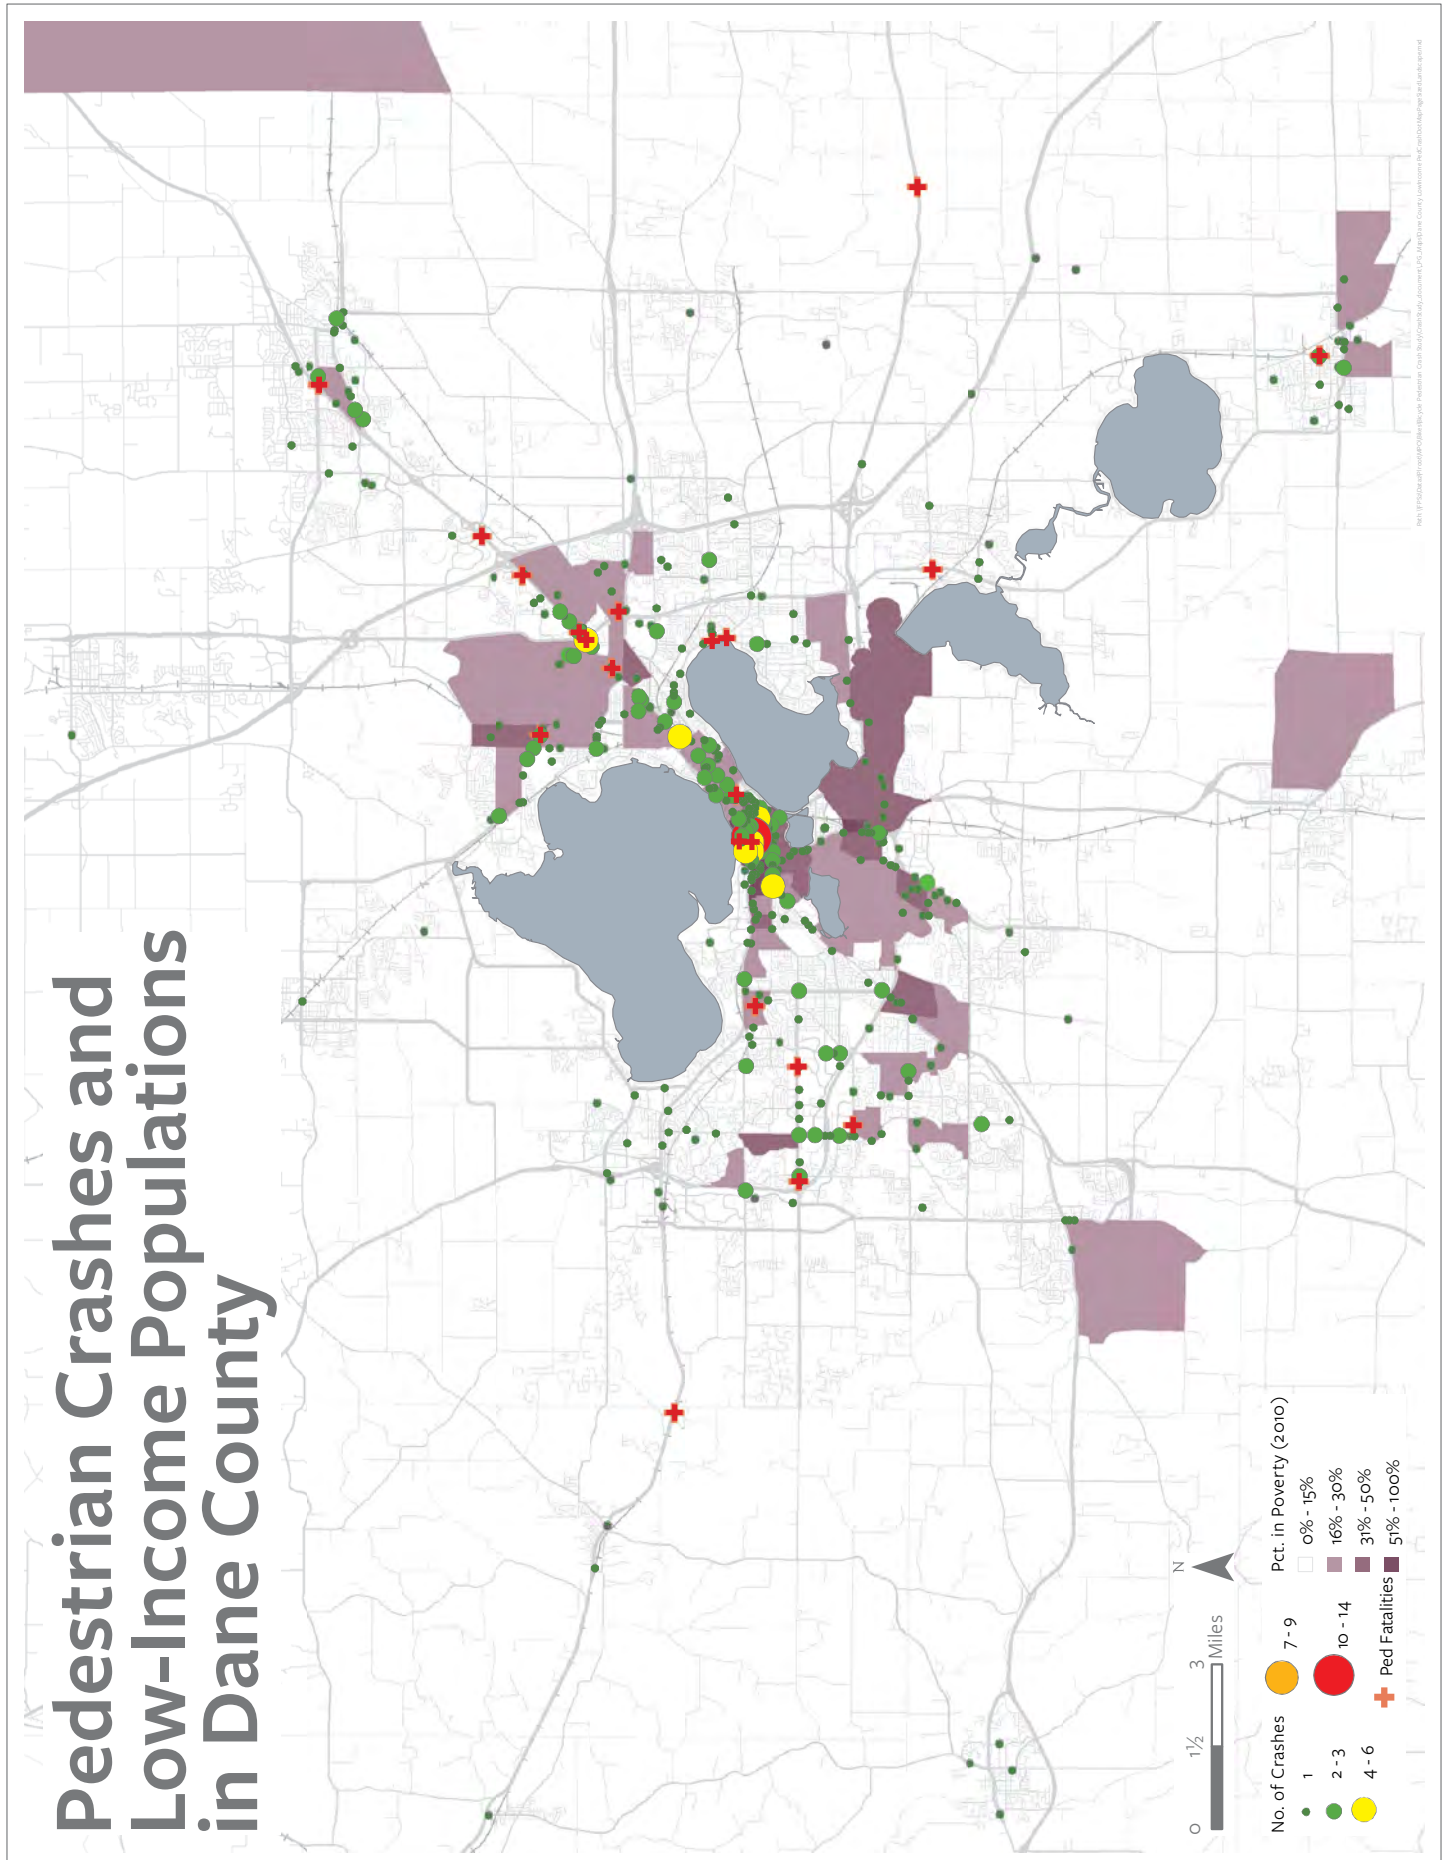 Pedestrian Crashes and
Low-Income Populations
in Dane County
N
0
1½
3
Miles
No. of Crashes
1
2 - 3
4 - 6
7 - 9
10 - 14
Ped Fatalities
Pct. in Poverty (2010)
0% - 15%
16% - 30%
31% - 50%
51% - 100%